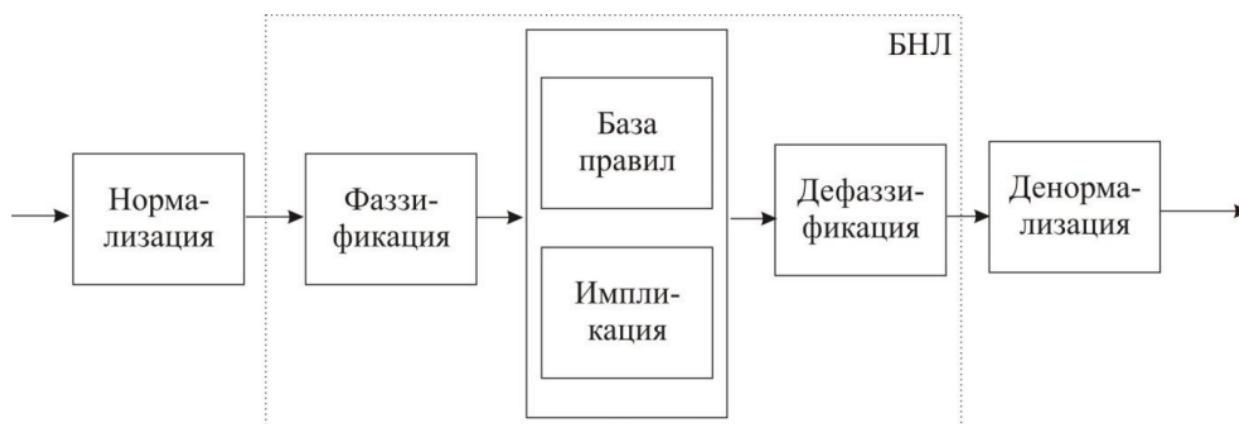 БНЛ
Норма-
лизация
Фаззи-
фикация
База
правил
Импли-
кация
Дефаззи-
фикация
Денорма-
лизация